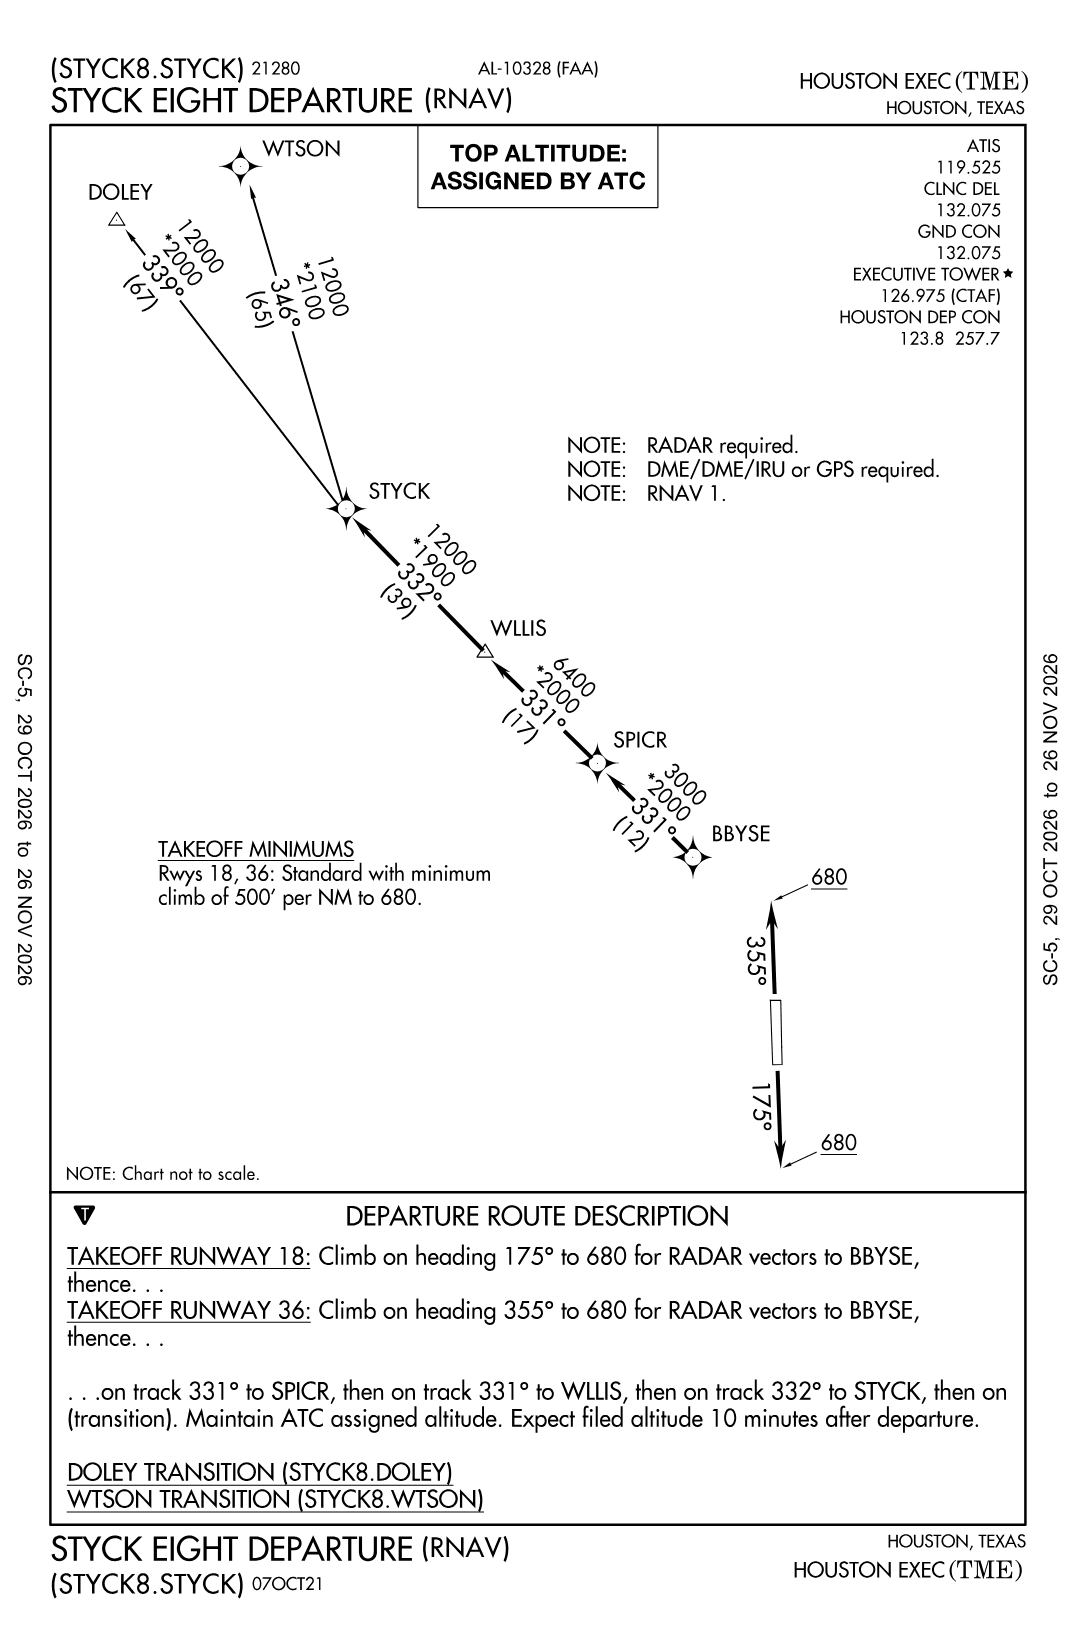 (STYCK8.STYCK) 21280
AL-10328 (FAA)
STYCK EIGHT DEPARTURE (RNAV)
HOUSTON EXEC (TME)
HOUSTON, TEXAS
TOP ALTITUDE:
ASSIGNED BY ATC
ATIS
119.525
CLNC DEL
132.075
GND CON
132.075
EXECUTIVE TOWER★
126.975 (CTAF)
HOUSTON DEP CON
123.8 257.7
WTSON
DOLEY
12000
*2000
339°
(67)
12000
*2100
346°
(65)
NOTE: RADAR required.
NOTE: DME/DME/IRU or GPS required.
NOTE: RNAV 1.
STYCK
12000
*1900
332°
(39)
WLLIS
6400
*2000
331°
(17)
SPICR
3000
*2000
331°
(12)
BBYSE
TAKEOFF MINIMUMS
Rwys 18, 36: Standard with minimum
climb of 500' per NM to 680.
680
355°
175°
680
NOTE: Chart not to scale.
SC-5, 29 OCT 2026 to 26 NOV 2026
SC-5, 29 OCT 2026 to 26 NOV 2026
T
DEPARTURE ROUTE DESCRIPTION
TAKEOFF RUNWAY 18: Climb on heading 175° to 680 for RADAR vectors to BBYSE,
thence. . .
TAKEOFF RUNWAY 36: Climb on heading 355° to 680 for RADAR vectors to BBYSE,
thence. . .
. . .on track 331° to SPICR, then on track 331° to WLLIS, then on track 332° to STYCK, then on
(transition). Maintain ATC assigned altitude. Expect filed altitude 10 minutes after departure.
DOLEY TRANSITION (STYCK8.DOLEY)
WTSON TRANSITION (STYCK8.WTSON)
STYCK EIGHT DEPARTURE (RNAV)
(STYCK8.STYCK) 07OCT21
HOUSTON, TEXAS
HOUSTON EXEC (TME)